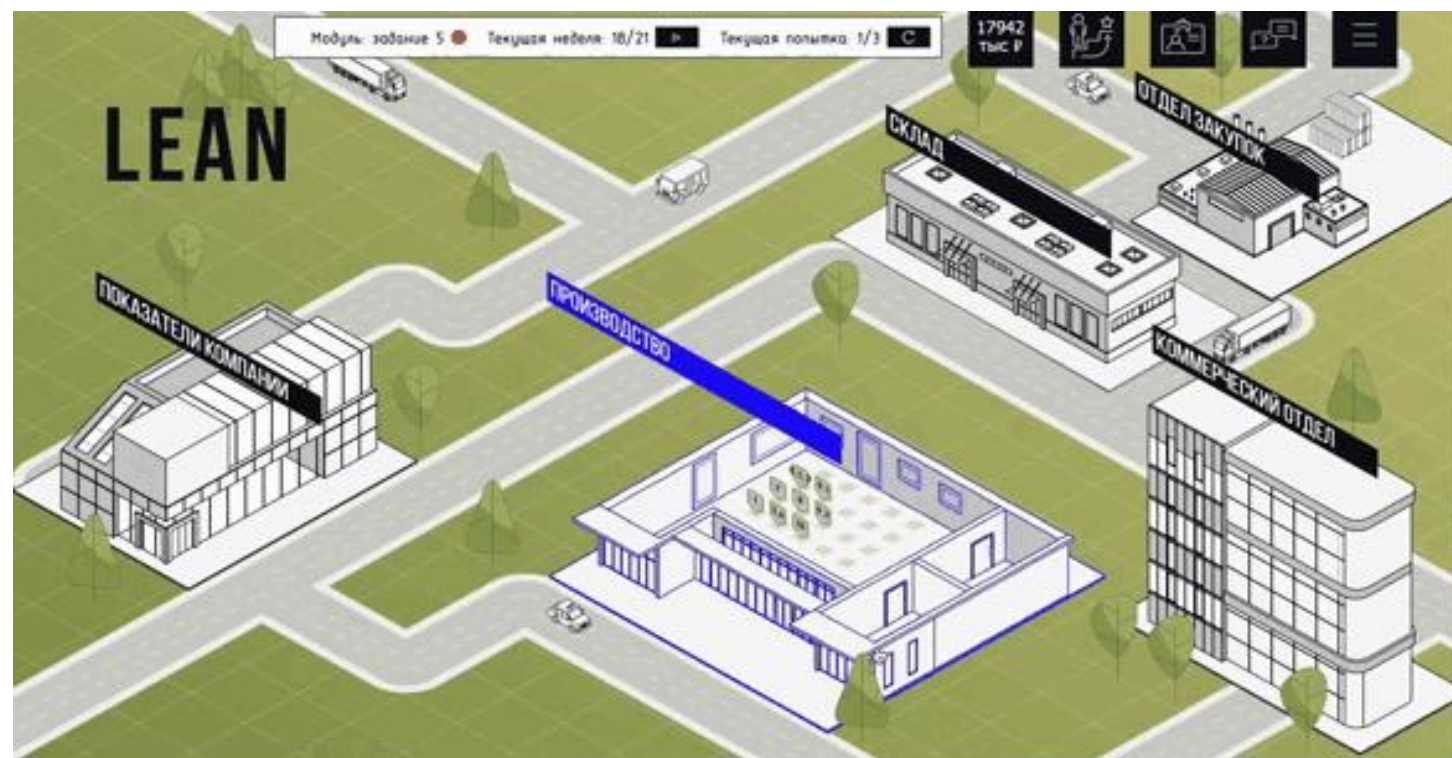 Модуль: задание 5
Текущая неделя: 18/21
Текущая попытка: 1/3
17942
тыс ₽
LEAN
ОТДЕЛ ЗАКУПОК
СКЛАД
ПОКАЗАТЕЛИ КОМПАНИИ
ПРОИЗВОДСТВО
КОММЕРЧЕСКИЙ ОТДЕЛ